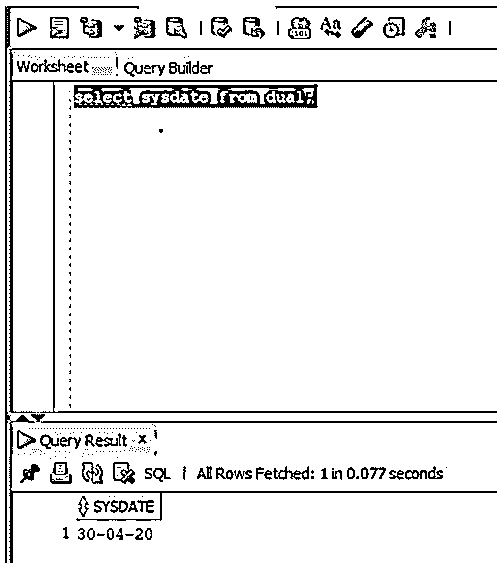 Worksheet Query Builder
select sysdate from dual;
Query Result x
SQL | All Rows Fetched: 1 in 0.077 seconds
SYSDATE
1 30-04-20